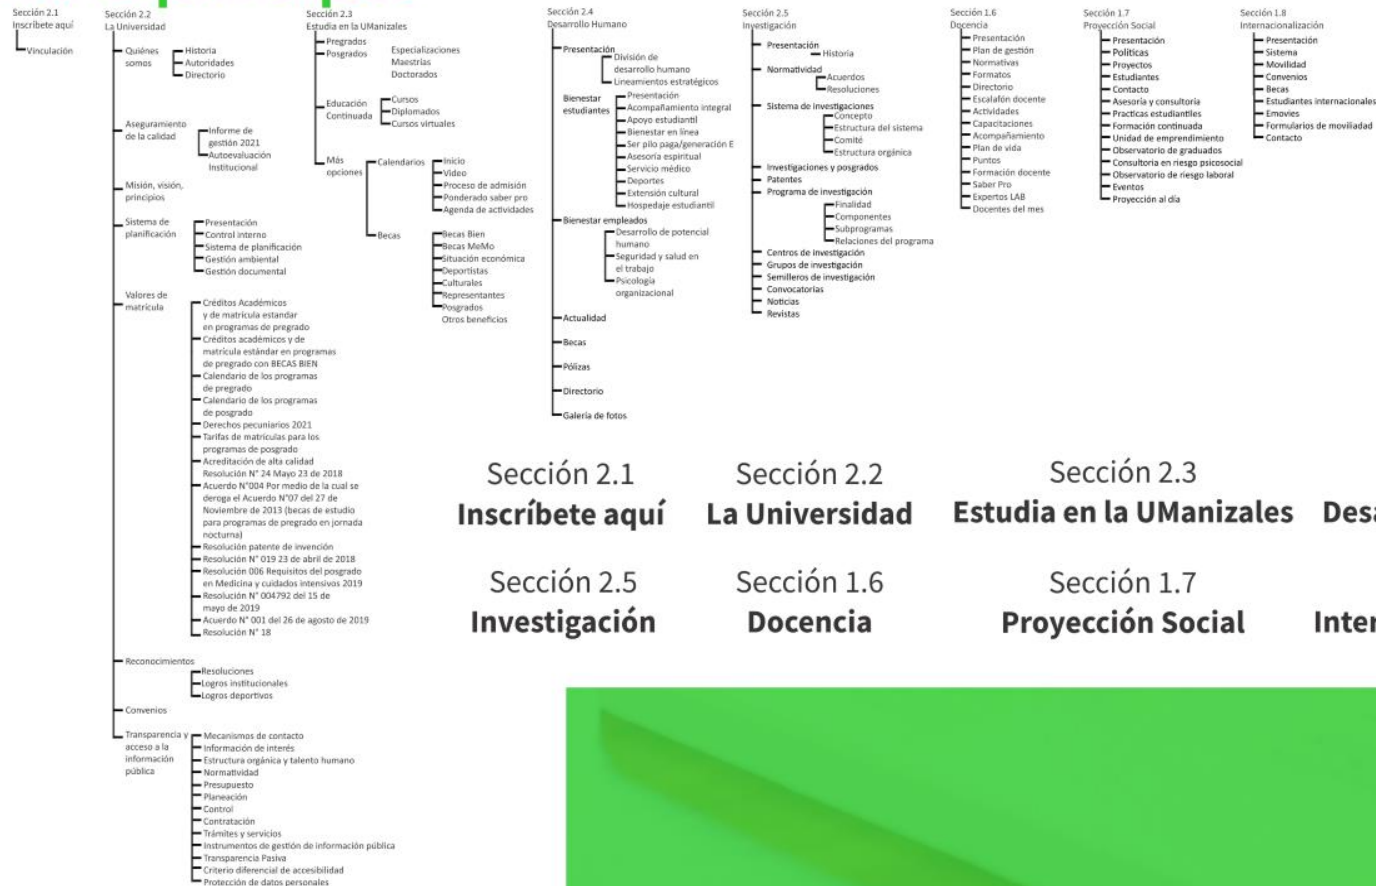 Sección 2.1
Inscríbete aquí
Vinculación
Sección 2.2
La Universidad
Quiénes
somos
Historia
Autoridades
Directorio
Aseguramiento
de la calidad
Informe de
gestión 2021
Autoevaluación
Institucional
Misión, visión,
principios
Sistema de
planificación
Presentación
Control interno
Sistema de planificación
Gestión ambiental
Gestión documental
Valores de
matrícula
Créditos Académicos
y de matrícula estandar
en programas de pregrado
Créditos académicos y de
matrícula estándar en programas
de pregrado con BECAS BIEN
Calendario de los programas
de pregrado
Calendario de los programas
de posgrado
Derechos pecuniarios 2021
Tarifas de matrículas para los
programas de posgrado
Acreditación de alta calidad
Resolución N° 24 Mayo 23 de 2018
Acuerdo N°004 Por medio de la cual se
deroga el Acuerdo N°07 del 27 de
Noviembre de 2013 (becas de estudio
para programas de pregrado en jornada
nocturna)
Resolución patente de invención
Resolución N° 019 23 de abril de 2018
Resolución 006 Requisitos del posgrado
en Medicina y cuidados intensivos 2019
Resolución N° 004792 del 15 de
mayo de 2019
Acuerdo N° 001 del 26 de agosto de 2019
Resolución N° 18
Reconocimientos
Resoluciones
Logros institucionales
Logros deportivos
Convenios
Transparencia y
acceso a la
información
pública
Mecanismos de contacto
Información de interés
Estructura orgánica y talento humano
Normatividad
Presupuesto
Planeación
Control
Contratación
Trámites y servicios
Instrumentos de gestión de información pública
Transparencia Pasiva
Criterio diferencial de accesibilidad
Protección de datos personales
Sección 2.3
Estudia en la UManizales
Pregrados
Posgrados
Especializaciones
Maestrías
Doctorados
Educación
Continuada
Cursos
Diplomados
Cursos virtuales
Más
opciones
Calendarios
Inicio
Video
Proceso de admisión
Ponderado saber pro
Agenda de actividades
Becas
Becas Bien
Becas MeMo
Situación económica
Deportistas
Culturales
Representantes
Posgrados
Otros beneficios
Sección 2.4
Desarrollo Humano
Presentación
División de
desarrollo humano
Lineamientos estratégicos
Bienestar
estudiantes
Presentación
Acompañamiento integral
Apoyo estudiantil
Bienestar en línea
Ser pilo paga/generación E
Asesoría espiritual
Servicio médico
Deportes
Extensión cultural
Hospedaje estudiantil
Bienestar empleados
Desarrollo de potencial
humano
Seguridad y salud en
el trabajo
Psicología
organizacional
Actualidad
Becas
Pólizas
Directorio
Galería de fotos
Sección 2.5
Investigación
Presentación
Historia
Normatividad
Acuerdos
Resoluciones
Sistema de investigaciones
Concepto
Estructura del sistema
Comité
Estructura orgánica
Investigaciones y posgrados
Patentes
Programa de investigación
Finalidad
Componentes
Subprogramas
Relaciones del programa
Centros de investigación
Grupos de investigación
Semilleros de investigación
Convocatorias
Noticias
Revistas
Sección 1.6
Docencia
Presentación
Plan de gestión
Normativas
Formatos
Directorio
Escalafón docente
Actividades
Capacitaciones
Acompañamiento
Plan de vida
Puntos
Formación docente
Saber Pro
Expertos LAB
Docentes del mes
Sección 1.7
Proyección Social
Presentación
Políticas
Proyectos
Estudiantes
Contacto
Asesoría y consultoría
Practicas estudiantiles
Formación continuada
Unidad de emprendimiento
Observatorio de graduados
Consultoria en riesgo psicosocial
Observatorio de riesgo laboral
Eventos
Proyección al día
Sección 1.8
Internacionalización
Presentación
Sistema
Movilidad
Convenios
Becas
Estudiantes internacionales
Emovies
Formularios de moviliadad
Contacto
Sección 2.1
Inscríbete aquí
Sección 2.2
La Universidad
Sección 2.3
Estudia en la UManizales
Desa
Sección 2.5
Investigación
Sección 1.6
Docencia
Sección 1.7
Proyección Social
Inter